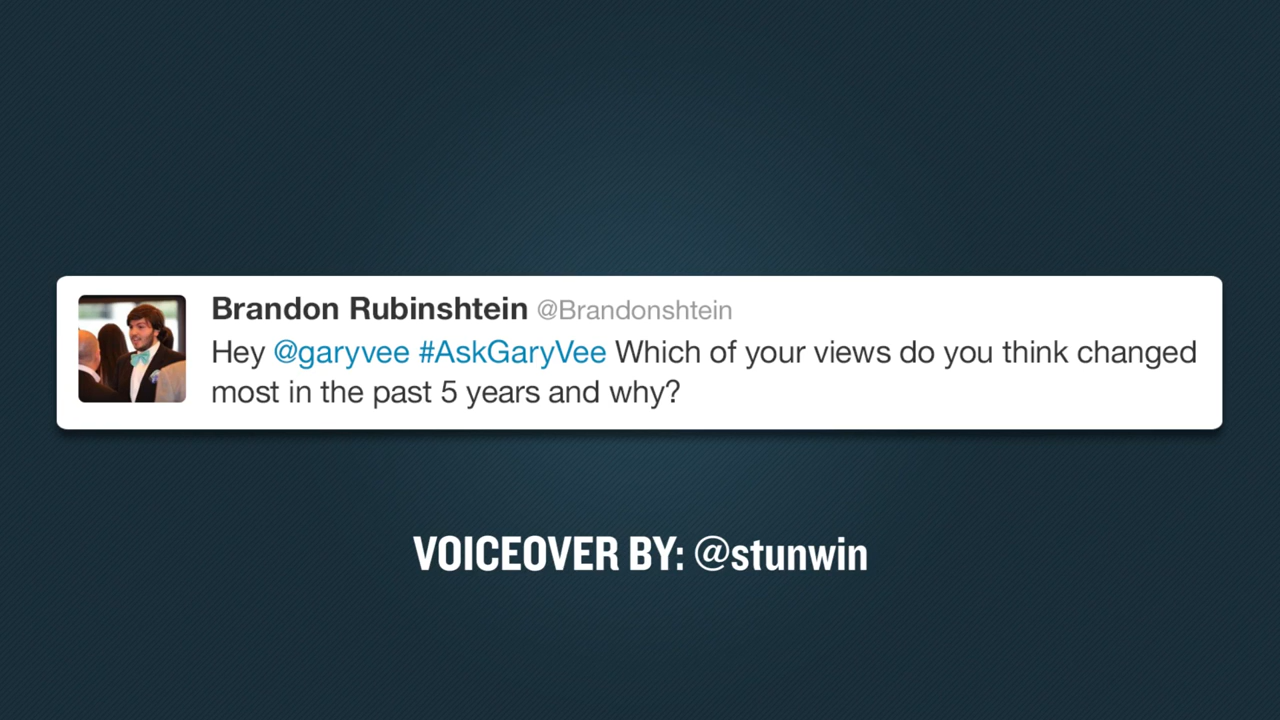 Brandon Rubinshtein @Brandonshtein
Hey @garyvee #AskGaryVee Which of your views do you think changed
most in the past 5 years and why?
VOICEOVER BY: @stunwin